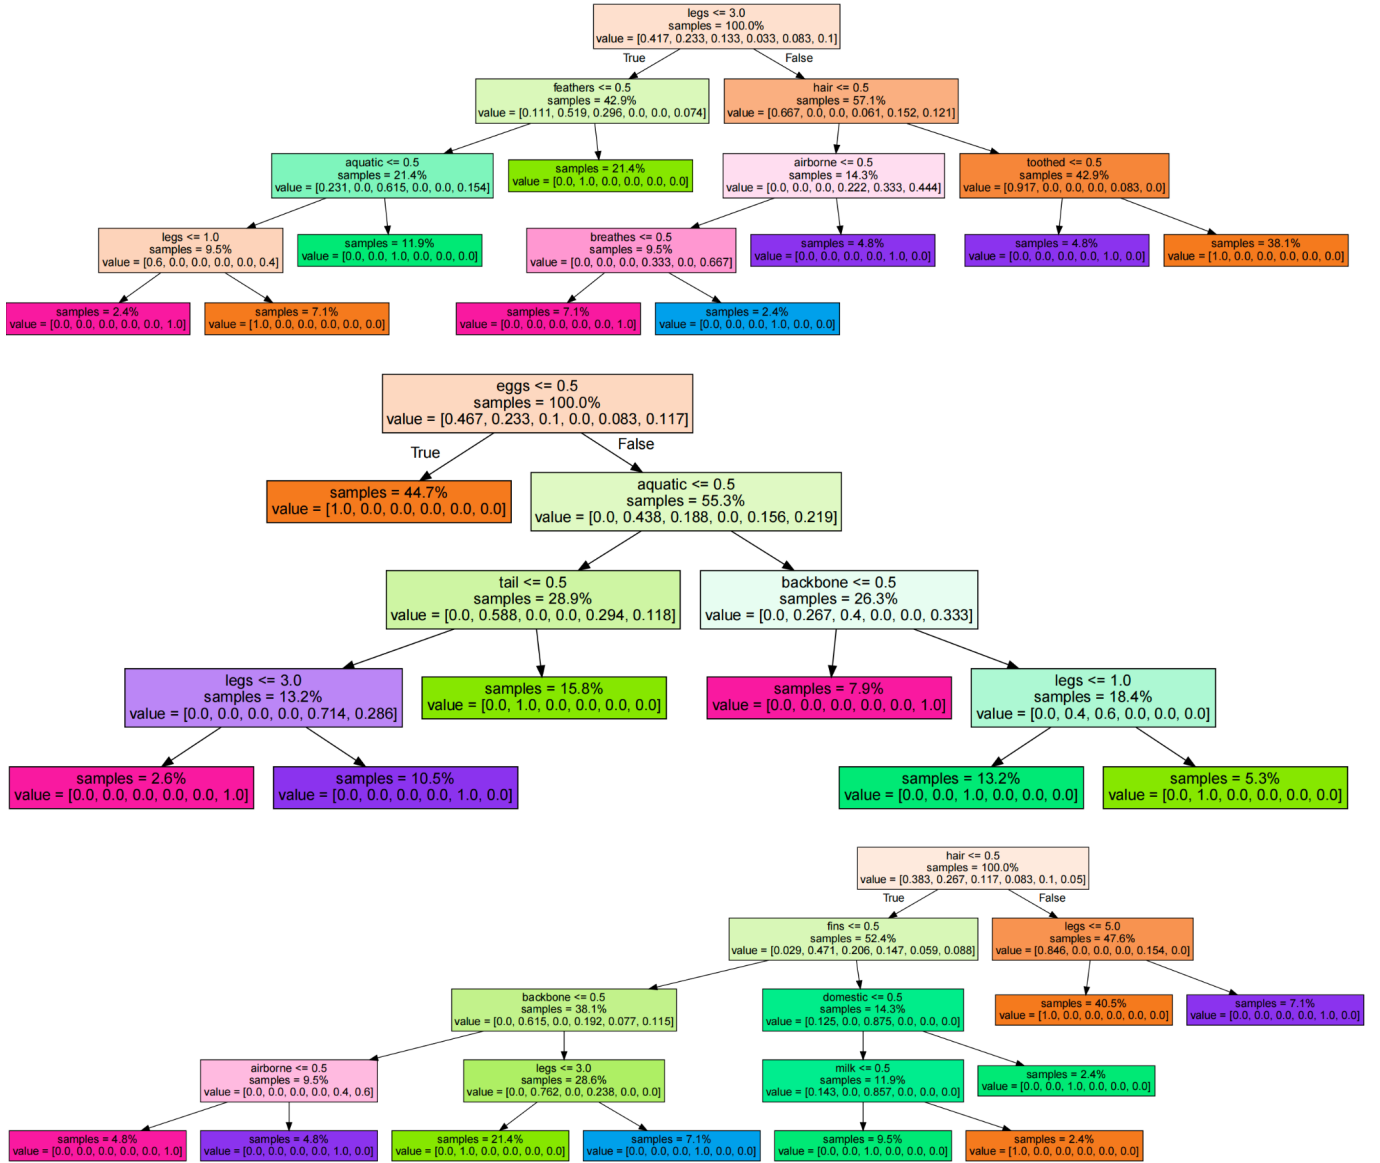 legs <= 3.0
samples = 100.0%
value = [0.417, 0.233, 0.133, 0.033, 0.083, 0.1]
True
False
feathers <= 0.5
samples = 42.9%
value = [0.111, 0.519, 0.296, 0.0, 0.0, 0.074]
hair <= 0.5
samples = 57.1%
value = [0.667, 0.0, 0.0, 0.061, 0.152, 0.121]
aquatic <= 0.5
samples = 21.4%
value = [0.231, 0.0, 0.615, 0.0, 0.0, 0.154]
samples = 21.4%
value = [0.0, 1.0, 0.0, 0.0, 0.0, 0.0]
airborne <= 0.5
samples = 14.3%
value = [0.0, 0.0, 0.0, 0.222, 0.333, 0.444]
toothed <= 0.5
samples = 42.9%
value = [0.917, 0.0, 0.0, 0.0, 0.083, 0.0]
legs <= 1.0
samples = 9.5%
value = [0.6, 0.0, 0.0, 0.0, 0.0, 0.4]
samples = 11.9%
value = [0.0, 0.0, 1.0, 0.0, 0.0, 0.0]
breathes <= 0.5
samples = 9.5%
value = [0.0, 0.0, 0.0, 0.333, 0.0, 0.667]
samples = 4.8%
value = [0.0, 0.0, 0.0, 0.0, 1.0, 0.0]
samples = 4.8%
value = [0.0, 0.0, 0.0, 0.0, 1.0, 0.0]
samples = 38.1%
value = [1.0, 0.0, 0.0, 0.0, 0.0, 0.0]
samples = 2.4%
value = [0.0, 0.0, 0.0, 0.0, 0.0, 1.0]
samples = 7.1%
value = [1.0, 0.0, 0.0, 0.0, 0.0, 0.0]
samples = 7.1%
value = [0.0, 0.0, 0.0, 0.0, 0.0, 1.0]
samples = 2.4%
value = [0.0, 0.0, 0.0, 1.0, 0.0, 0.0]
eggs <= 0.5
samples = 100.0%
value = [0.467, 0.233, 0.1, 0.0, 0.083, 0.117]
True
False
samples = 44.7%
value = [1.0, 0.0, 0.0, 0.0, 0.0, 0.0]
aquatic <= 0.5
samples = 55.3%
value = [0.0, 0.438, 0.188, 0.0, 0.156, 0.219]
tail <= 0.5
samples = 28.9%
value = [0.0, 0.588, 0.0, 0.0, 0.294, 0.118]
backbone <= 0.5
samples = 26.3%
value = [0.0, 0.267, 0.4, 0.0, 0.0, 0.333]
legs <= 3.0
samples = 13.2%
value = [0.0, 0.0, 0.0, 0.0, 0.714, 0.286]
samples = 15.8%
value = [0.0, 1.0, 0.0, 0.0, 0.0, 0.0]
samples = 7.9%
value = [0.0, 0.0, 0.0, 0.0, 0.0, 1.0]
legs <= 1.0
samples = 18.4%
value = [0.0, 0.4, 0.6, 0.0, 0.0, 0.0]
samples = 2.6%
value = [0.0, 0.0, 0.0, 0.0, 0.0, 1.0]
samples = 10.5%
value = [0.0, 0.0, 0.0, 0.0, 1.0, 0.0]
samples = 13.2%
value = [0.0, 0.0, 1.0, 0.0, 0.0, 0.0]
samples = 5.3%
value = [0.0, 1.0, 0.0, 0.0, 0.0, 0.0]
hair <= 0.5
samples = 100.0%
value = [0.383, 0.267, 0.117, 0.083, 0.1, 0.05]
True
False
fins <= 0.5
samples = 52.4%
value = [0.029, 0.471, 0.206, 0.147, 0.059, 0.088]
legs <= 5.0
samples = 47.6%
value = [0.846, 0.0, 0.0, 0.0, 0.154, 0.0]
backbone <= 0.5
samples = 38.1%
value = [0.0, 0.615, 0.0, 0.192, 0.077, 0.115]
domestic <= 0.5
samples = 14.3%
value = [0.125, 0.0, 0.875, 0.0, 0.0, 0.0]
samples = 40.5%
value = [1.0, 0.0, 0.0, 0.0, 0.0, 0.0]
samples = 7.1%
value = [0.0, 0.0, 0.0, 0.0, 1.0, 0.0]
airborne <= 0.5
samples = 9.5%
value = [0.0, 0.0, 0.0, 0.0, 0.4, 0.6]
legs <= 3.0
samples = 28.6%
value = [0.0, 0.762, 0.0, 0.238, 0.0, 0.0]
milk <= 0.5
samples = 11.9%
value = [0.143, 0.0, 0.857, 0.0, 0.0, 0.0]
samples = 2.4%
value = [0.0, 0.0, 1.0, 0.0, 0.0, 0.0]
samples = 4.8%
value = [0.0, 0.0, 0.0, 0.0, 0.0, 1.0]
samples = 4.8%
value = [0.0, 0.0, 0.0, 0.0, 1.0, 0.0]
samples = 21.4%
value = [0.0, 1.0, 0.0, 0.0, 0.0, 0.0]
samples = 7.1%
value = [0.0, 0.0, 0.0, 1.0, 0.0, 0.0]
samples = 9.5%
value = [0.0, 0.0, 1.0, 0.0, 0.0, 0.0]
samples = 2.4%
value = [1.0, 0.0, 0.0, 0.0, 0.0, 0.0]